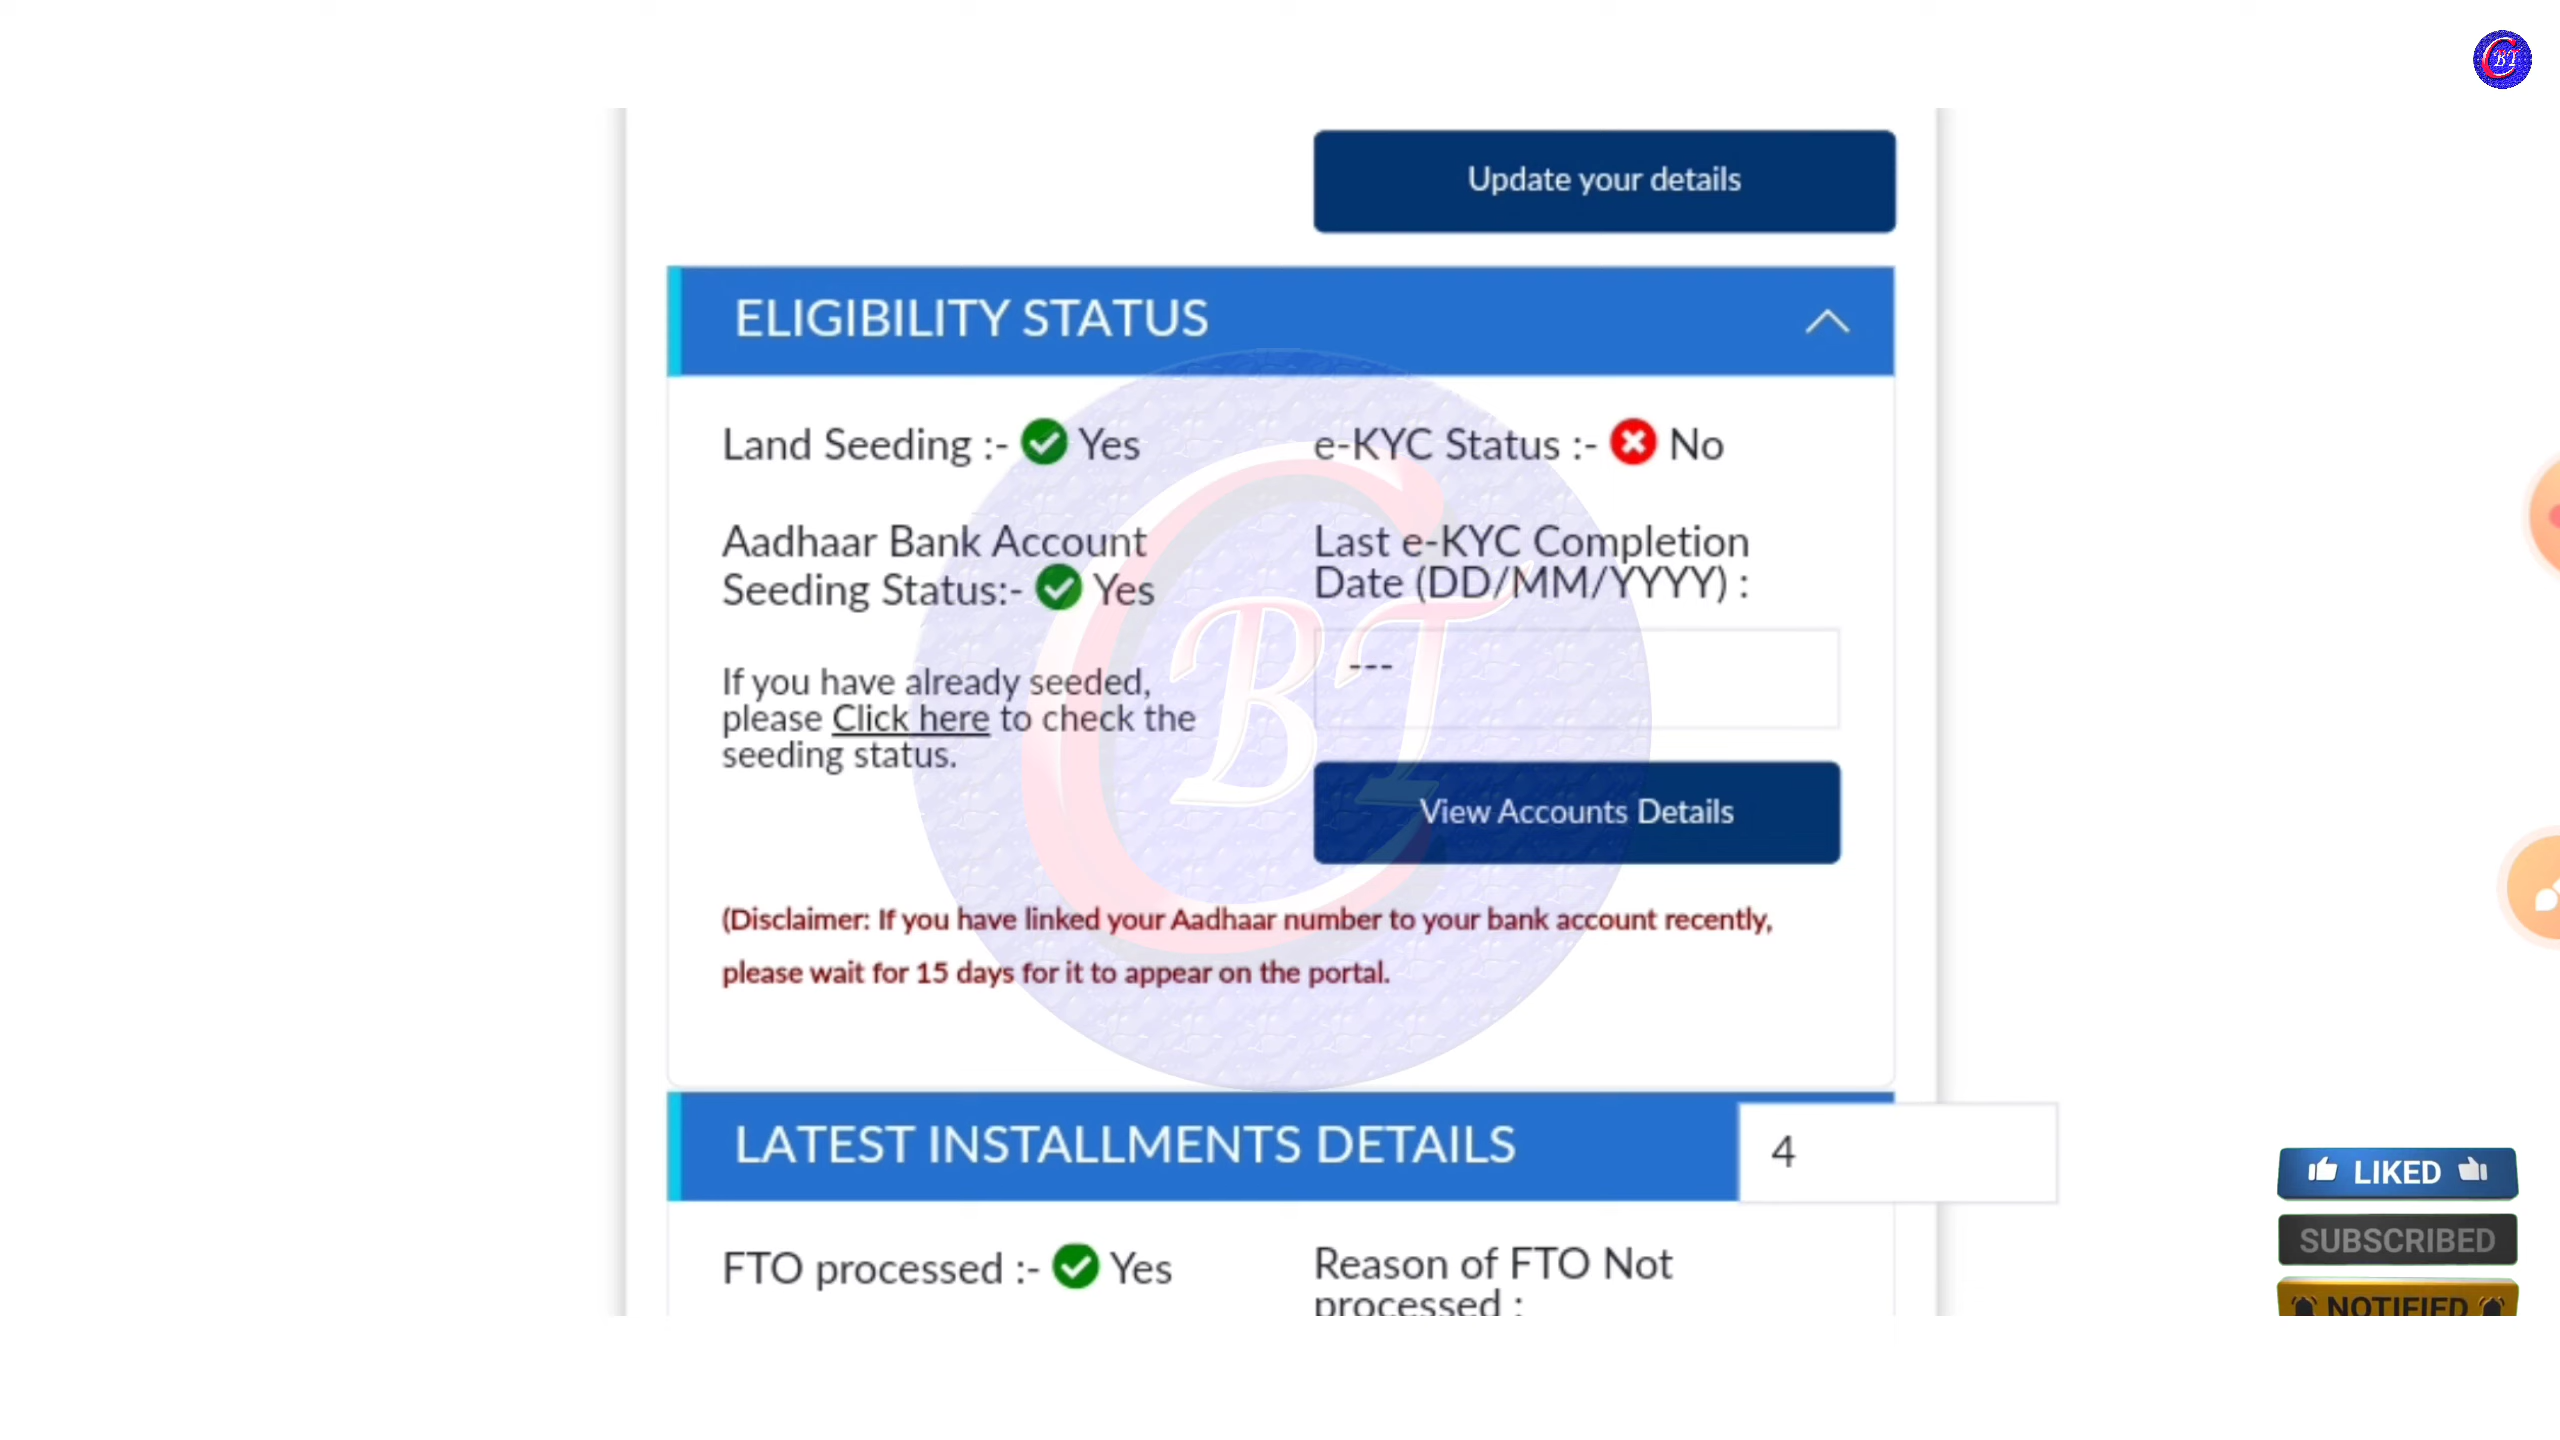 CBT
Update your details
ELIGIBILITY STATUS
Land Seeding :- Yes
e-KYC Status :- No
Aadhaar Bank Account
Seeding Status:- Yes
Last e-KYC Completion
Date (DD/MM/YYYY) :
---
If you have already seeded,
please Click here to check the
seeding status.
View Accounts Details
CBT
(Disclaimer: If you have linked your Aadhaar number to your bank account recently,
please wait for 15 days for it to appear on the portal.
LATEST INSTALLMENTS DETAILS
4
FTO processed :- Yes
Reason of FTO Not
processed :
LIKED
SUBSCRIBED
NOTIFIED